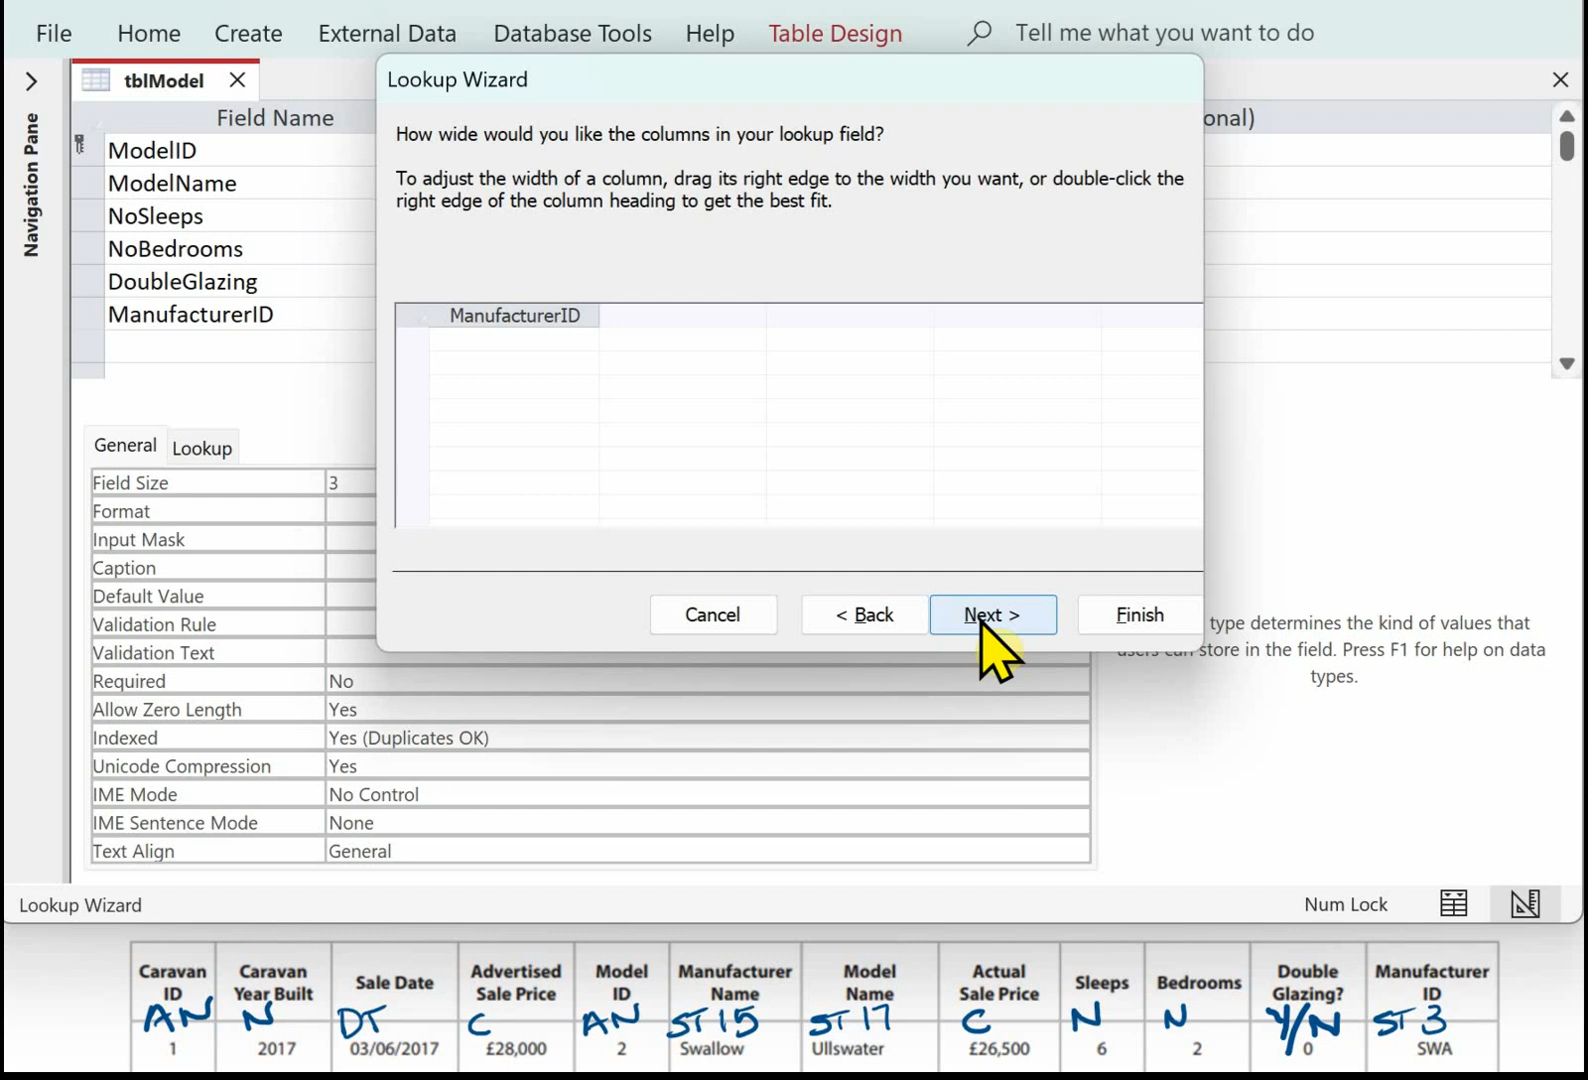 File Home Create External Data Database Tools Help Table Design Tell me what you want to do
tblModel
Lookup Wizard
Navigation Pane
Field Name
onal)
ModelID
ModelName
NoSleeps
NoBedrooms
DoubleGlazing
ManufacturerID
How wide would you like the columns in your lookup field?
To adjust the width of a column, drag its right edge to the width you want, or double-click the
right edge of the column heading to get the best fit.
ManufacturerID
Cancel < Back Next > Finish
General Lookup
Field Size 3
Format
Input Mask
Caption
Default Value
Validation Rule
Validation Text
Required No
Allow Zero Length Yes
Indexed Yes (Duplicates OK)
Unicode Compression Yes
IME Mode No Control
IME Sentence Mode None
Text Align General
type determines the kind of values that
users can store in the field. Press F1 for help on data
types.
Lookup Wizard Num Lock
Caravan Caravan Sale Date Advertised Model Manufacturer Model Actual Sleeps Bedrooms Double Manufacturer
ID Year Built Sale Price ID Name Name Sale Price Glazing? ID
AN N DT C AN ST 15 ST 17 C N N Y/N ST 3
1 2017 03/06/2017 £28,000 2 Swallow Ullswater £26,500 6 2 0 SWA